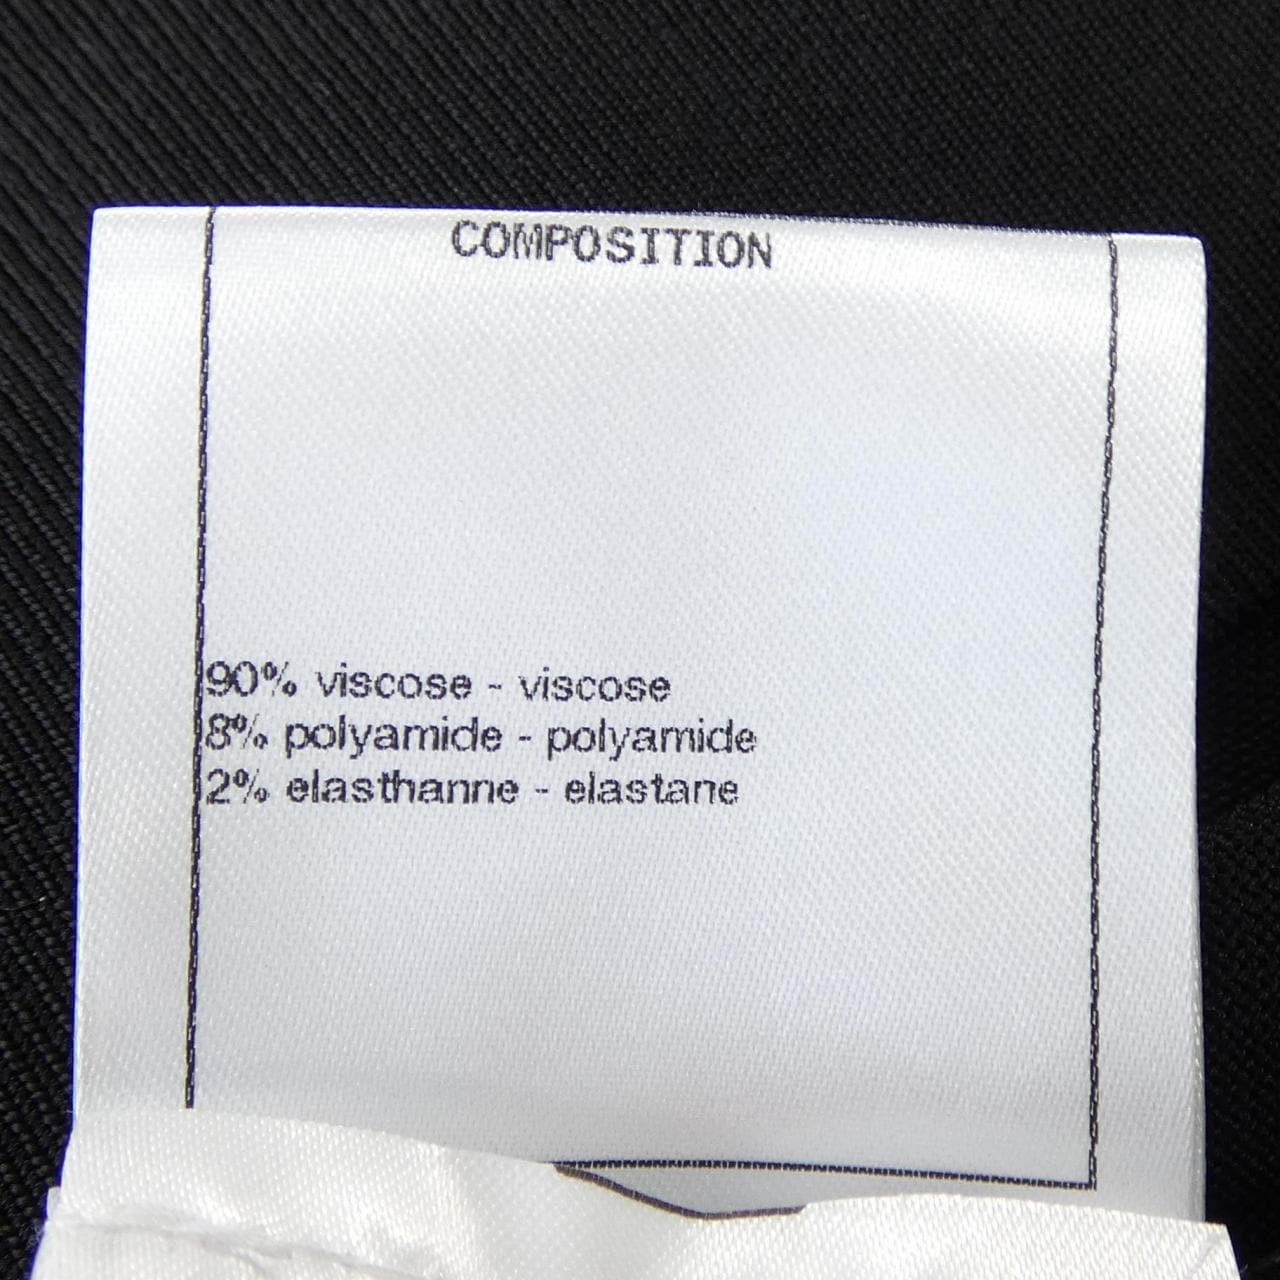 COMPOSITION
90% viscose - viscose
8% polyamide - polyamide
2% elasthanne - elastane